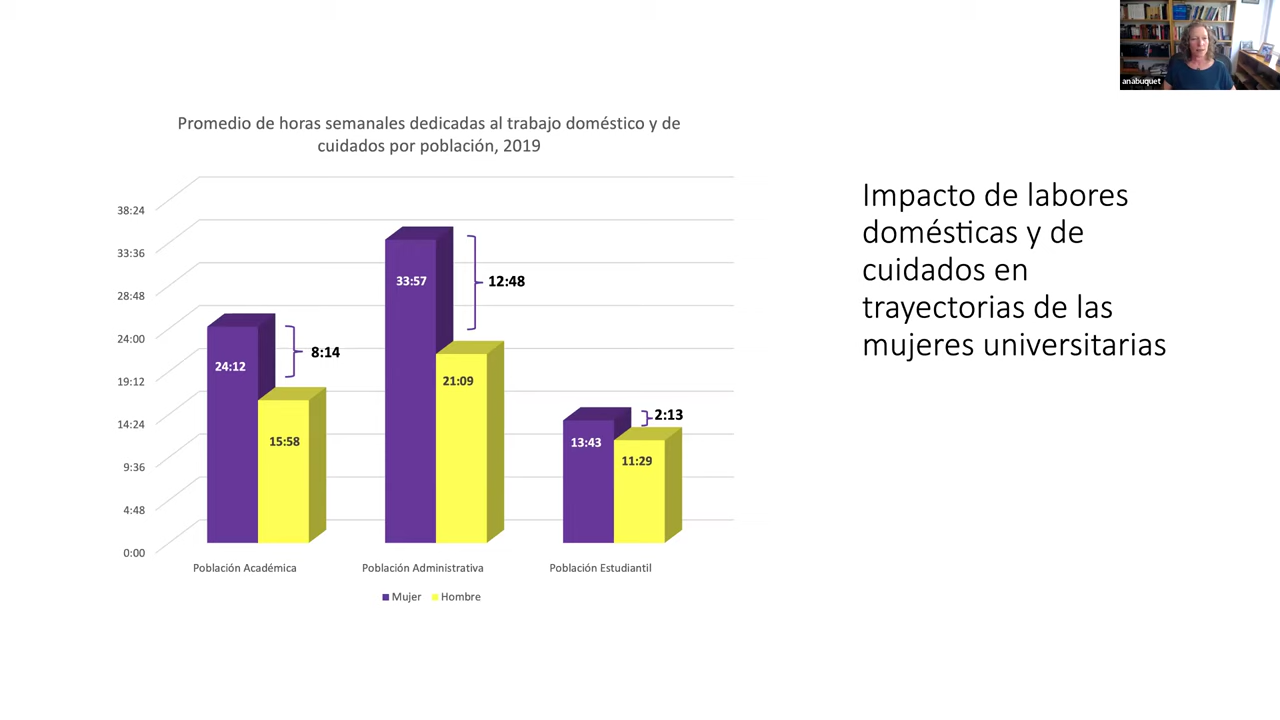 anabuquet
Promedio de horas semanales dedicadas al trabajo doméstico y de
cuidados por población, 2019
38:24
33:36
28:48
24:00
19:12
14:24
9:36
4:48
0:00
24:12
8:14
15:58
33:57
12:48
21:09
13:43
2:13
11:29
Población Académica
Población Administrativa
Población Estudiantil
Mujer
Hombre
Impacto de labores
domésticas y de
cuidados en
trayectorias de las
mujeres universitarias